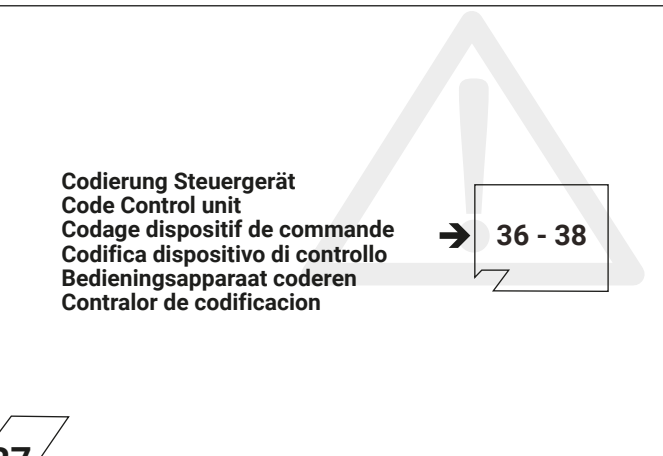 Codierung Steuergerät
Code Control unit
Codage dispositif de commande
Codifica dispositivo di controllo
Bedieningsapparaat coderen
Contralor de codificacion
➔ 36 - 38